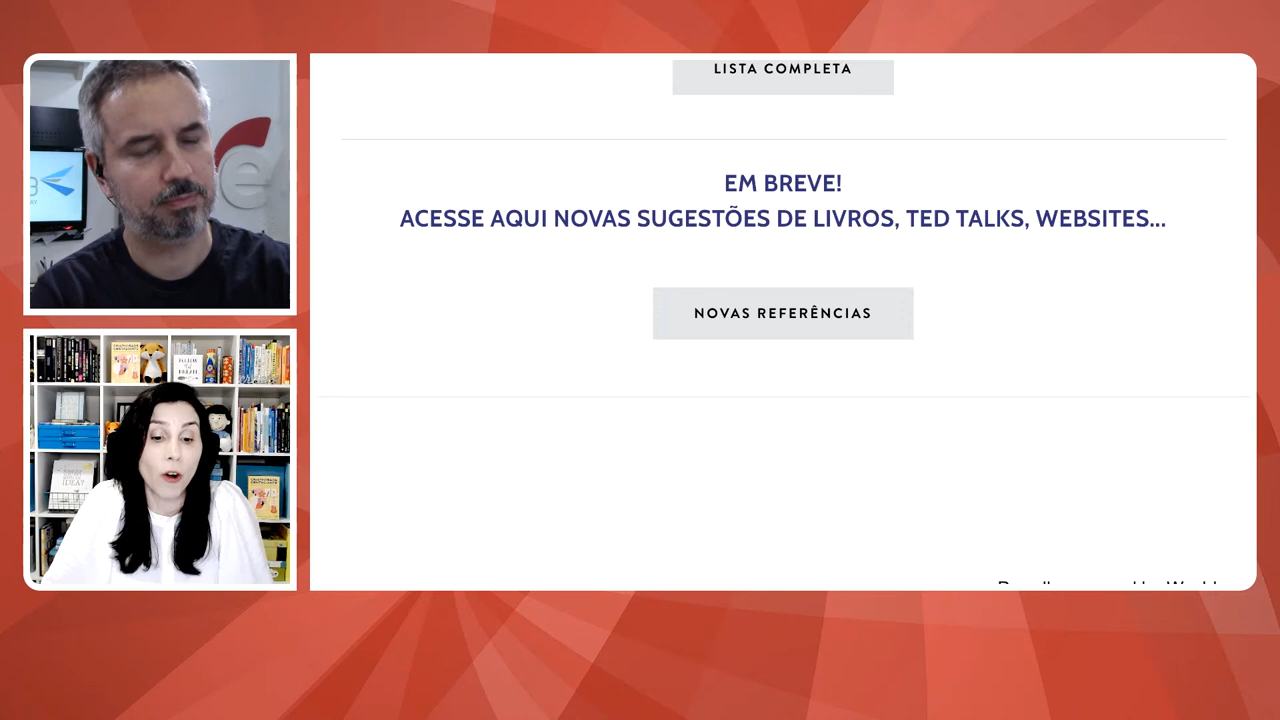 LISTA COMPLETA
EM BREVE!
ACESSE AQUI NOVAS SUGESTÕES DE LIVROS, TED TALKS, WEBSITES...
NOVAS REFERÊNCIAS